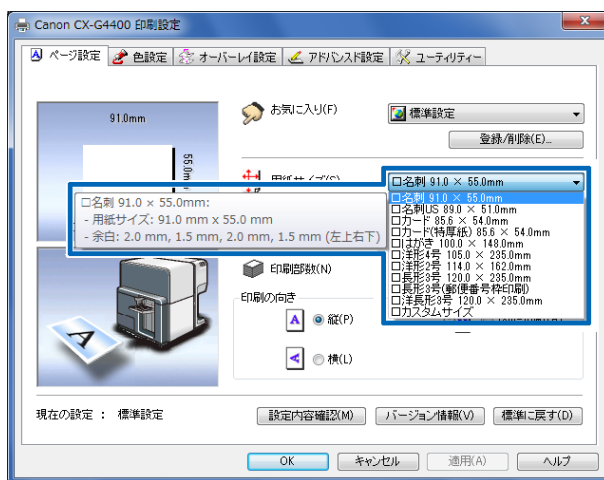 Canon CX-G4400 印刷設定
ページ設定
色設定
オーバーレイ設定
アドバンスド設定
ユーティリティー
91.0mm
55.0m
お気に入り(F)
標準設定
登録/削除(E)...
□名刺 91.0 × 55.0mm
□名刺 91.0 × 55.0mm
□名刺US 89.0 × 51.0mm
□カード 85.6 × 54.0mm
□カード(特厚紙) 85.6 × 54.0mm
□はがき 100.0 × 148.0mm
□洋形4号 105.0 × 235.0mm
□洋形2号 114.0 × 162.0mm
□長形3号 120.0 × 235.0mm
□長形3号(郵便番号枠印刷)
□洋長形3号 120.0 × 235.0mm
□カスタムサイズ
□名刺 91.0 × 55.0mm:
- 用紙サイズ: 91.0 mm x 55.0 mm
- 余白: 2.0 mm, 1.5 mm, 2.0 mm, 1.5 mm (左上右下)
印刷部数(N)
印刷の向き
A
縦(P)
A
横(L)
A
現在の設定 : 標準設定
設定内容確認(M)
バージョン情報(V)
標準に戻す(D)
OK
キャンセル
適用(A)
ヘルプ